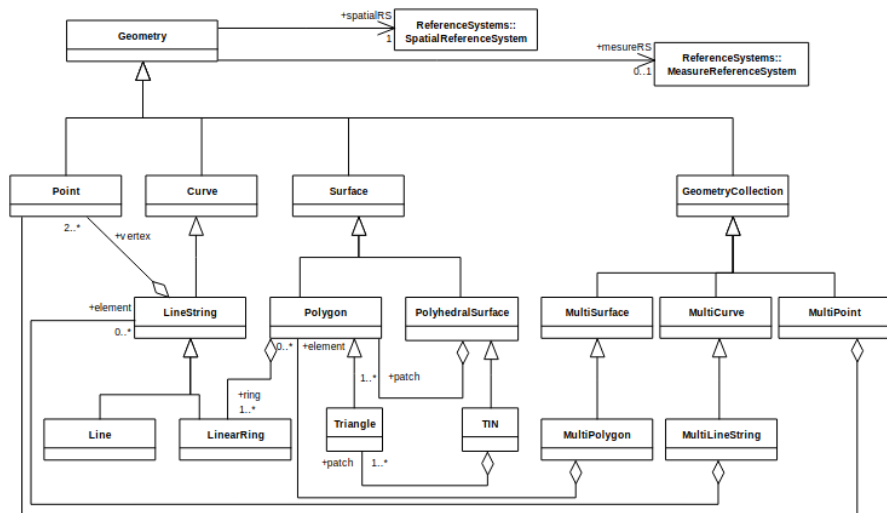 +spatialRS
ReferenceSystems::
SpatialReferenceSystem
1
Geometry
+mesureRS
ReferenceSystems::
MeasureReferenceSystem
0..1
Point
Curve
Surface
GeometryCollection
2..*
+vertex
+element
0..*
LineString
Polygon
PolyhedralSurface
MultiSurface
MultiCurve
MultiPoint
0..*
+element
1..*
+patch
+ring
1..*
Line
LinearRing
Triangle
TIN
MultiPolygon
MultiLineString
+patch
1..*